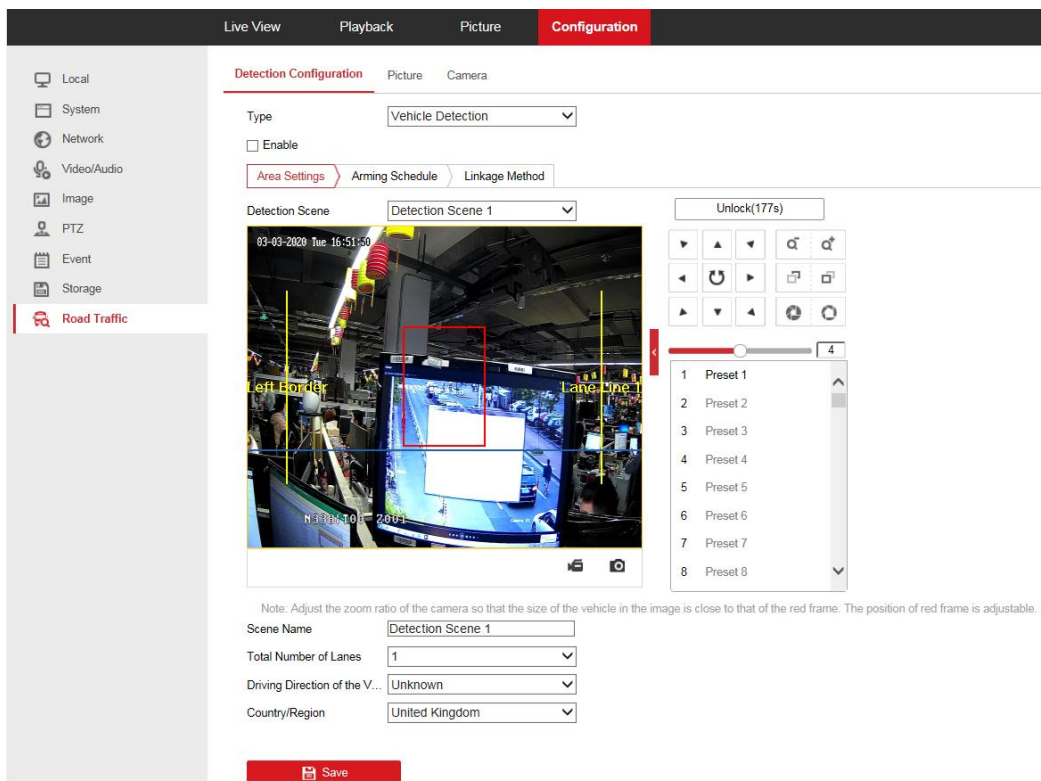 Live View Playback Picture Configuration
Local
System
Network
Video/Audio
Image
PTZ
Event
Storage
Road Traffic
Detection Configuration Picture Camera
Type Vehicle Detection
Enable
Area Settings Arming Schedule Linkage Method
Detection Scene Detection Scene 1
Unlock(177s)
03-03-2020 Tue 16:51:50
Left Border Lane Line 1
4
1 Preset 1
2 Preset 2
3 Preset 3
4 Preset 4
5 Preset 5
6 Preset 6
7 Preset 7
8 Preset 8
Note: Adjust the zoom ratio of the camera so that the size of the vehicle in the image is close to that of the red frame. The position of red frame is adjustable.
Scene Name Detection Scene 1
Total Number of Lanes 1
Driving Direction of the V... Unknown
Country/Region United Kingdom
Save